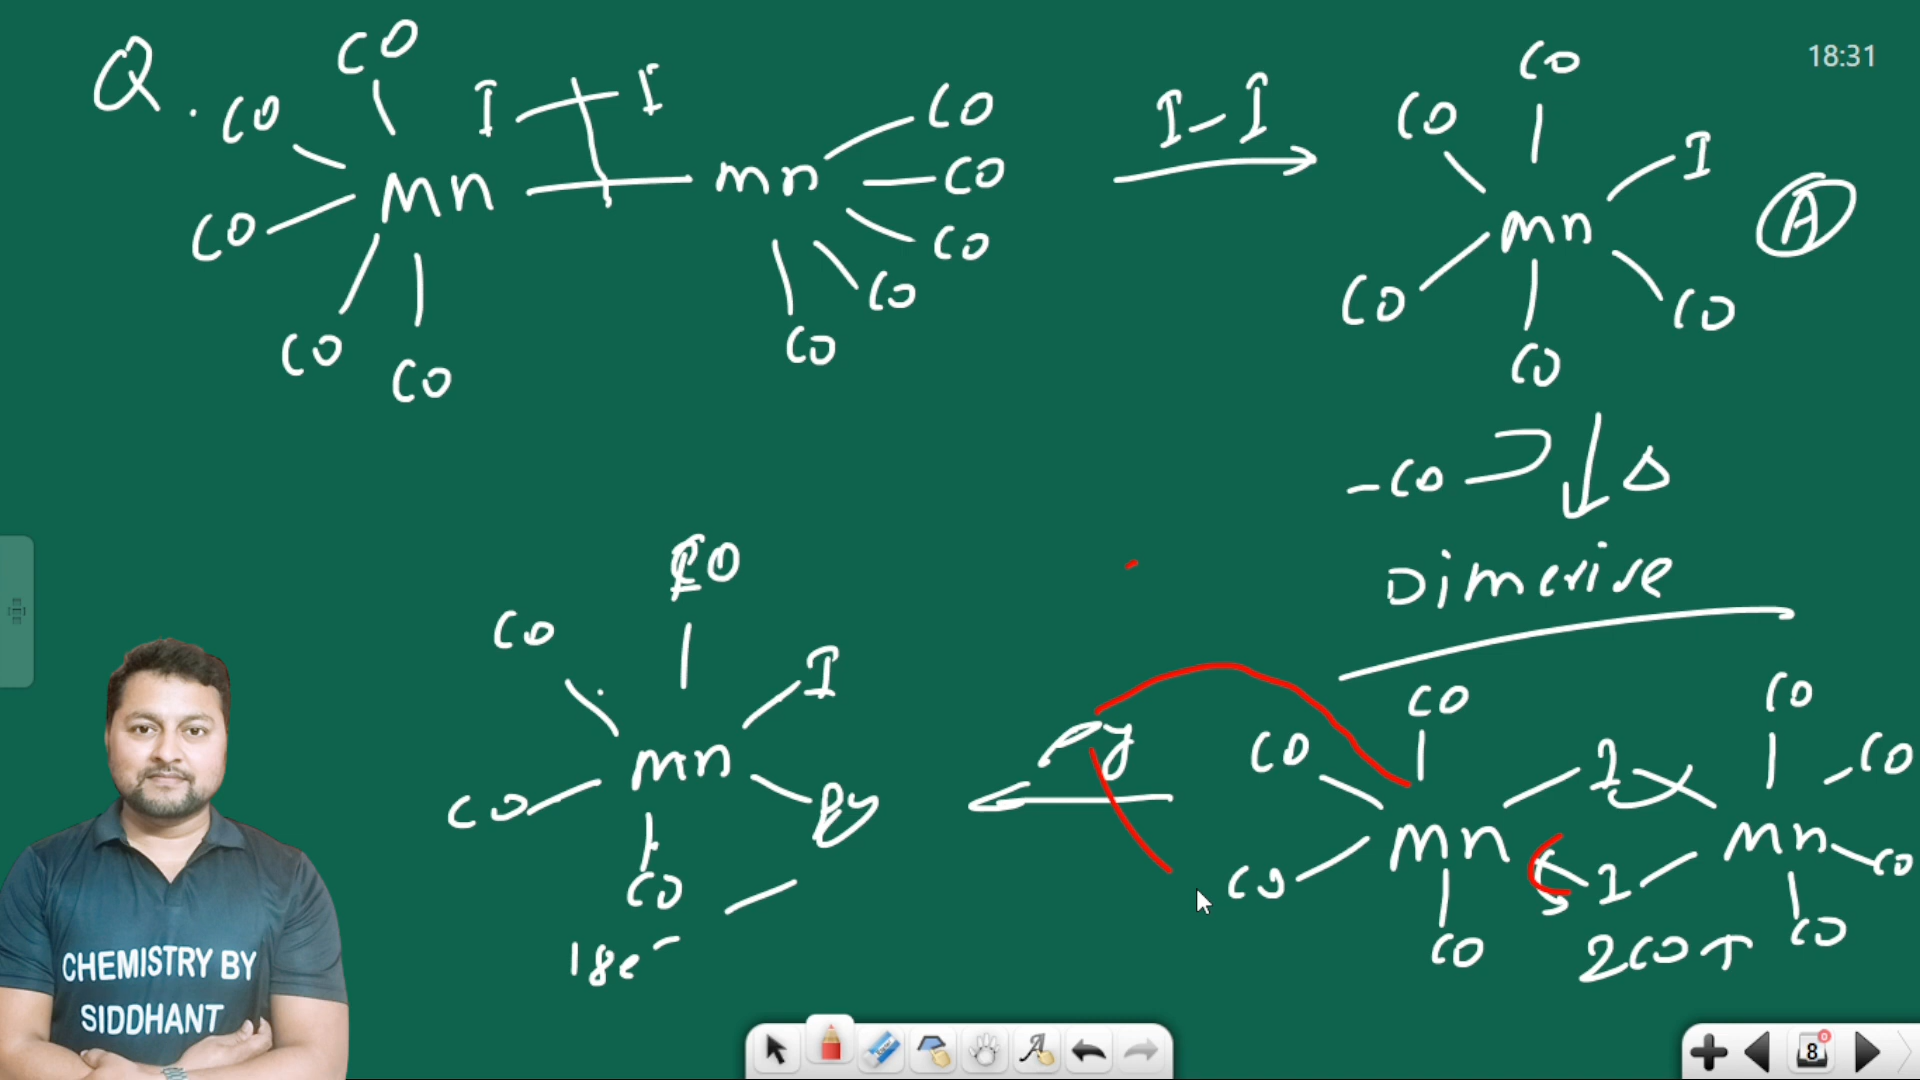 Q. CO CO I I CO 18:31
Mn Mn CO I-I CO CO I
CO CO CO Mn A
CO CO CO CO CO CO
CO
-CO Δ
Dimerise
CO CO I CO CO
Mn Py CO I CO
CO Py Mn Mn
CO CO I CO
18e⁻ CO 2CO↑ CO
CHEMISTRY BY
SIDDHANT
A 8 0